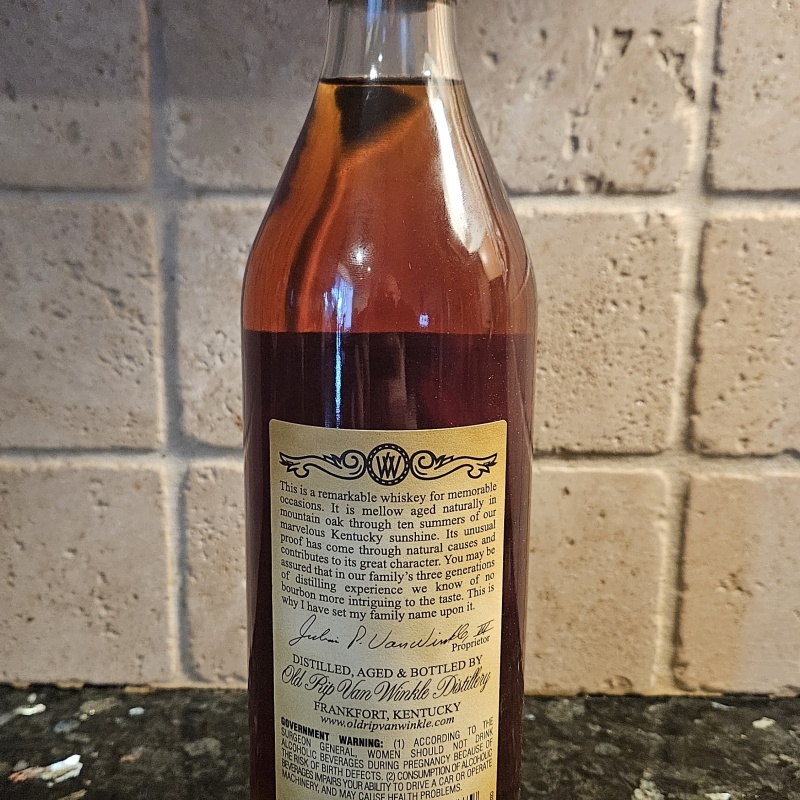 VW
This is a remarkable whiskey for memorable
occasions. It is mellow aged naturally in
mountain oak through ten summers of our
marvelous Kentucky sunshine. Its unusual
proof has come through natural causes and
contributes to its great character. You may be
assured that in our family's three generations
of distilling experience we know of no
bourbon more intriguing to the taste. This is
why I have set my family name upon it.
Julian P. VanWinkle III
Proprietor
DISTILLED, AGED & BOTTLED BY
Old Rip Van Winkle Distillery
FRANKFORT, KENTUCKY
www.oldripvanwinkle.com
GOVERNMENT WARNING: (1) ACCORDING TO THE
SURGEON GENERAL, WOMEN SHOULD NOT DRINK
ALCOHOLIC BEVERAGES DURING PREGNANCY BECAUSE OF
THE RISK OF BIRTH DEFECTS. (2) CONSUMPTION OF ALCOHOLIC
BEVERAGES IMPAIRS YOUR ABILITY TO DRIVE A CAR OR OPERATE
MACHINERY, AND MAY CAUSE HEALTH PROBLEMS.